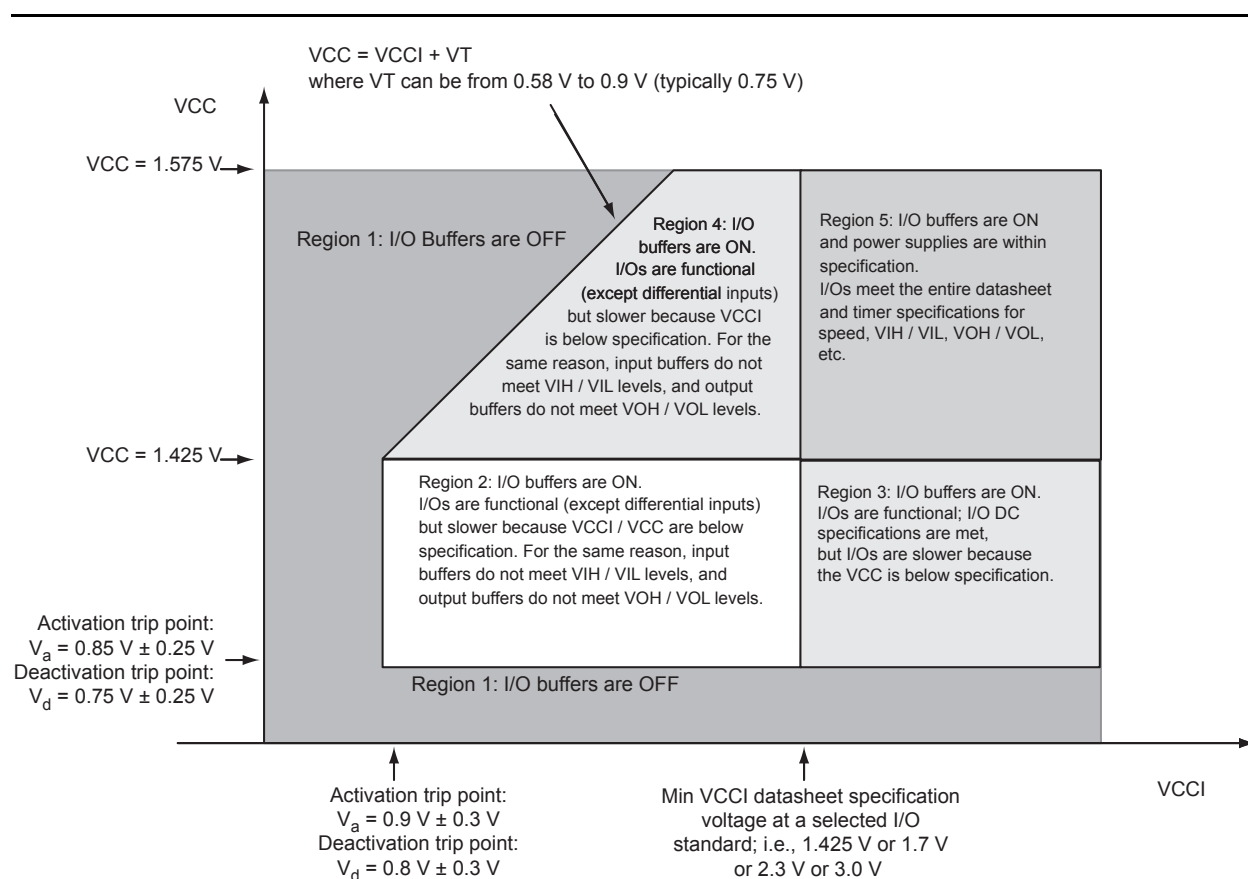 VCC = VCCI + VT
where VT can be from 0.58 V to 0.9 V (typically 0.75 V)
VCC
VCC = 1.575 V
Region 1: I/O Buffers are OFF
Region 4: I/O
buffers are ON.
I/Os are functional
(except differential inputs)
but slower because VCCI
is below specification. For the
same reason, input buffers do not
meet VIH / VIL levels, and output
buffers do not meet VOH / VOL levels.
Region 5: I/O buffers are ON
and power supplies are within
specification.
I/Os meet the entire datasheet
and timer specifications for
speed, VIH / VIL, VOH / VOL,
etc.
VCC = 1.425 V
Region 2: I/O buffers are ON.
I/Os are functional (except differential inputs)
but slower because VCCI / VCC are below
specification. For the same reason, input
buffers do not meet VIH / VIL levels, and
output buffers do not meet VOH / VOL levels.
Region 3: I/O buffers are ON.
I/Os are functional; I/O DC
specifications are met,
but I/Os are slower because
the VCC is below specification.
Activation trip point:
Va = 0.85 V ± 0.25 V
Deactivation trip point:
Vd = 0.75 V ± 0.25 V
Region 1: I/O buffers are OFF
VCCI
Activation trip point:
Va = 0.9 V ± 0.3 V
Deactivation trip point:
Vd = 0.8 V ± 0.3 V
Min VCCI datasheet specification
voltage at a selected I/O
standard; i.e., 1.425 V or 1.7 V
or 2.3 V or 3.0 V